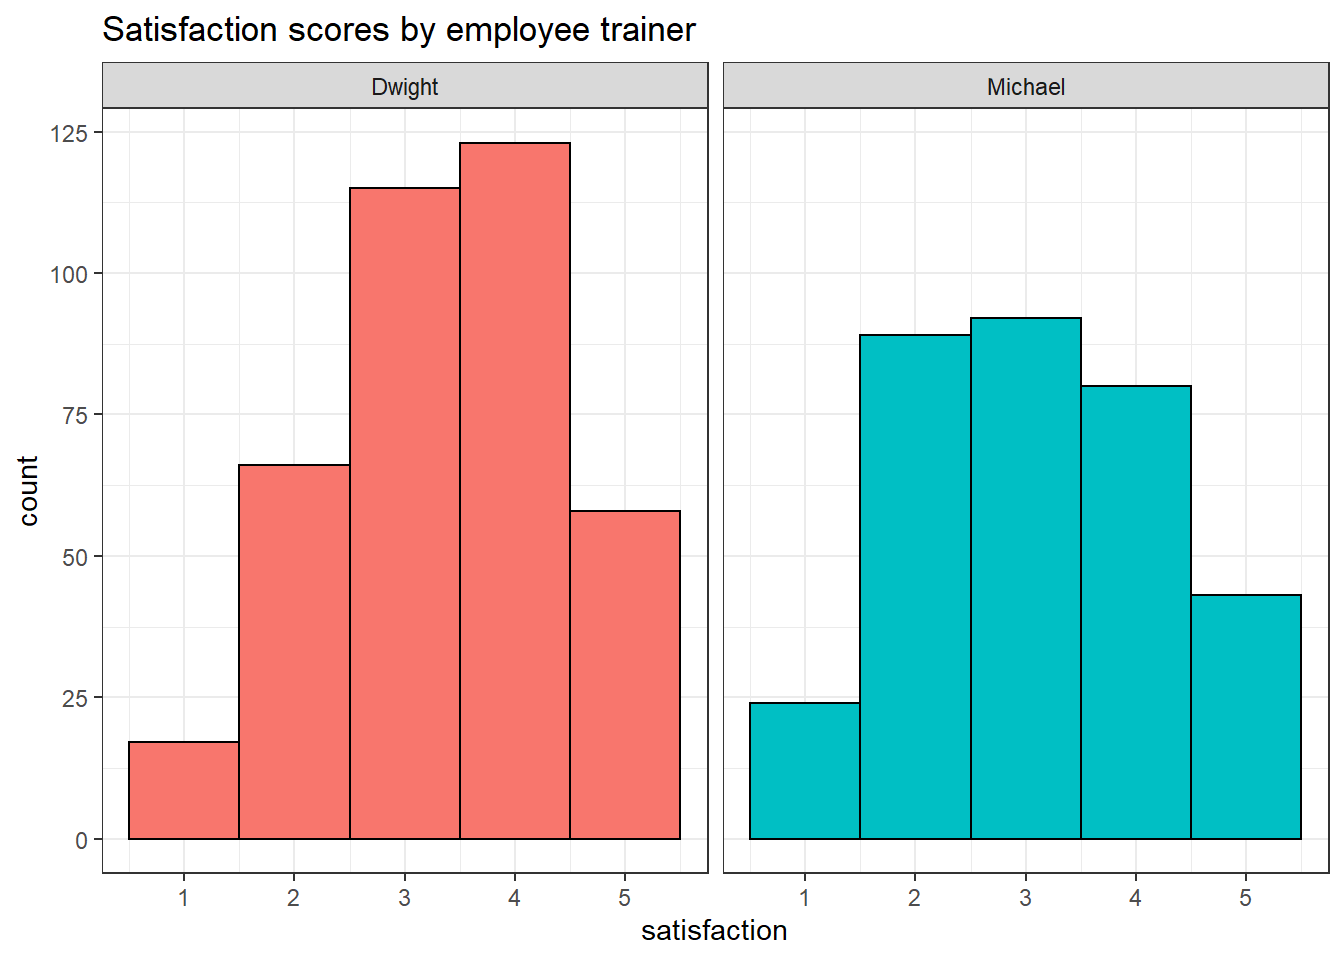 Satisfaction scores by employee trainer
Dwight Michael
125
100
75
50
25
0
count
1 2 3 4 5 1 2 3 4 5
satisfaction